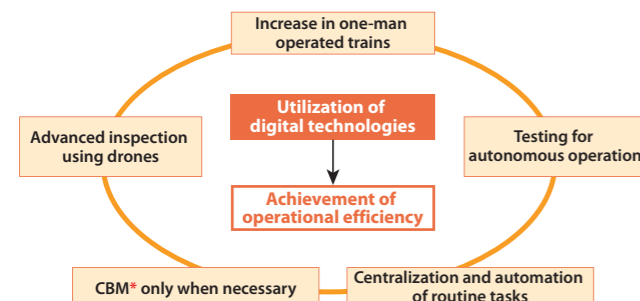 Increase in one-man
operated trains
Utilization of
digital technologies
Advanced inspection
using drones
Testing for
autonomous operation
Achievement of
operational efficiency
CBM* only when necessary
Centralization and automation
of routine tasks